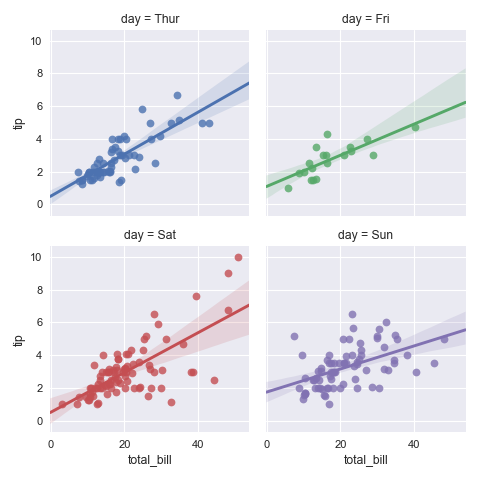 day = Thur
day = Fri
10
8
6
4
2
0
tip
day = Sat
day = Sun
10
8
6
4
2
0
tip
0 20 40
0 20 40
total_bill
total_bill